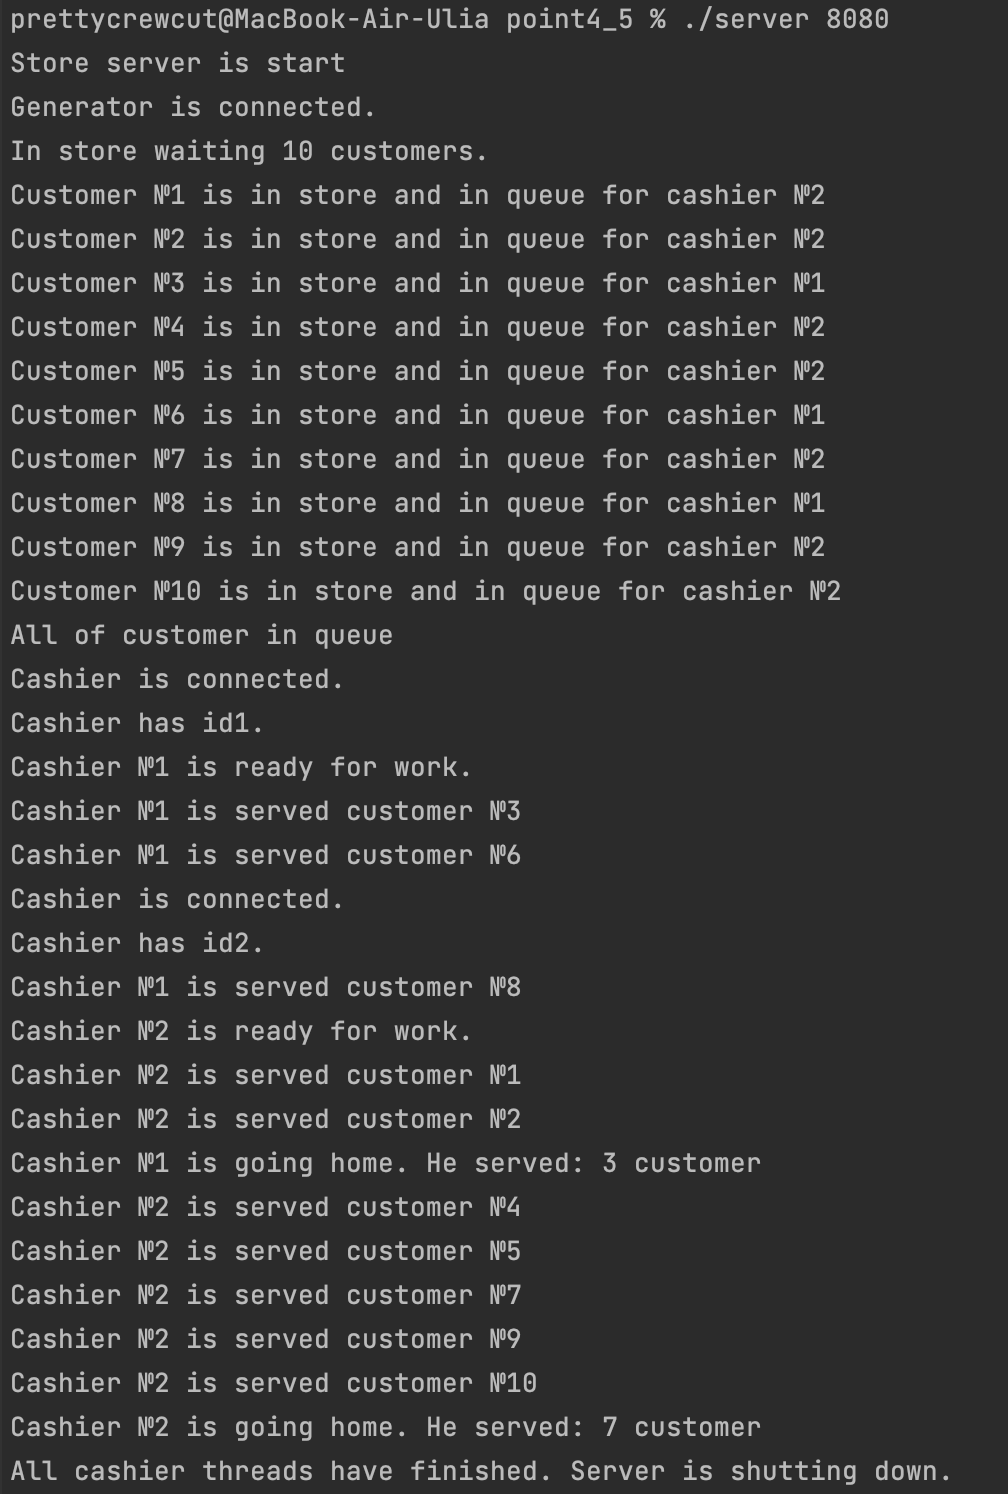 prettycrewcut@MacBook-Air-Ulia point4_5 % ./server 8080
Store server is start
Generator is connected.
In store waiting 10 customers.
Customer №1 is in store and in queue for cashier №2
Customer №2 is in store and in queue for cashier №2
Customer №3 is in store and in queue for cashier №1
Customer №4 is in store and in queue for cashier №2
Customer №5 is in store and in queue for cashier №2
Customer №6 is in store and in queue for cashier №1
Customer №7 is in store and in queue for cashier №2
Customer №8 is in store and in queue for cashier №1
Customer №9 is in store and in queue for cashier №2
Customer №10 is in store and in queue for cashier №2
All of customer in queue
Cashier is connected.
Cashier has id1.
Cashier №1 is ready for work.
Cashier №1 is served customer №3
Cashier №1 is served customer №6
Cashier is connected.
Cashier has id2.
Cashier №1 is served customer №8
Cashier №2 is ready for work.
Cashier №2 is served customer №1
Cashier №2 is served customer №2
Cashier №1 is going home. He served: 3 customer
Cashier №2 is served customer №4
Cashier №2 is served customer №5
Cashier №2 is served customer №7
Cashier №2 is served customer №9
Cashier №2 is served customer №10
Cashier №2 is going home. He served: 7 customer
All cashier threads have finished. Server is shutting down.